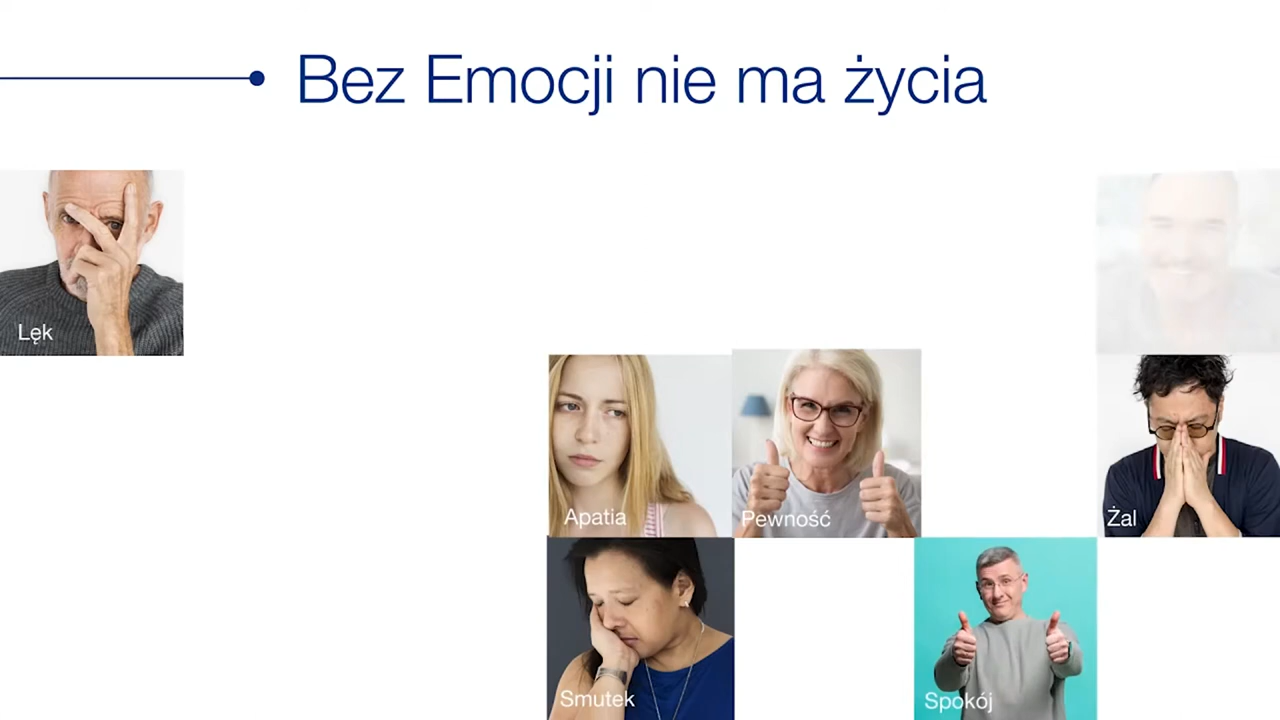 Bez Emocji nie ma życia
Lęk
Apatia
Pewność
Żal
Smutek
Spokój